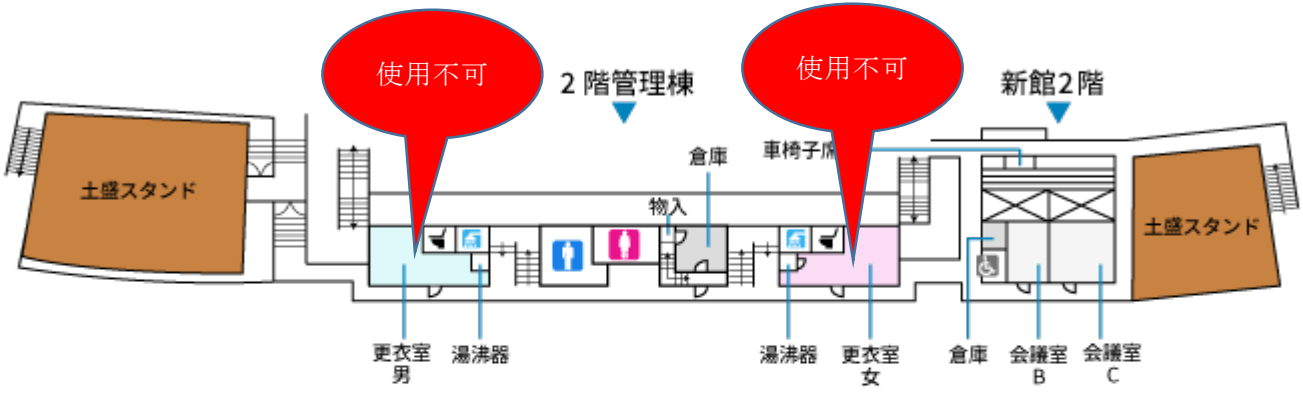 使用不可
使用不可
2階管理棟
新館2階
倉庫
車椅子席
物入
土盛スタンド
土盛スタンド
更衣室
男
湯沸器
湯沸器
更衣室
女
倉庫
会議室
B
会議室
C